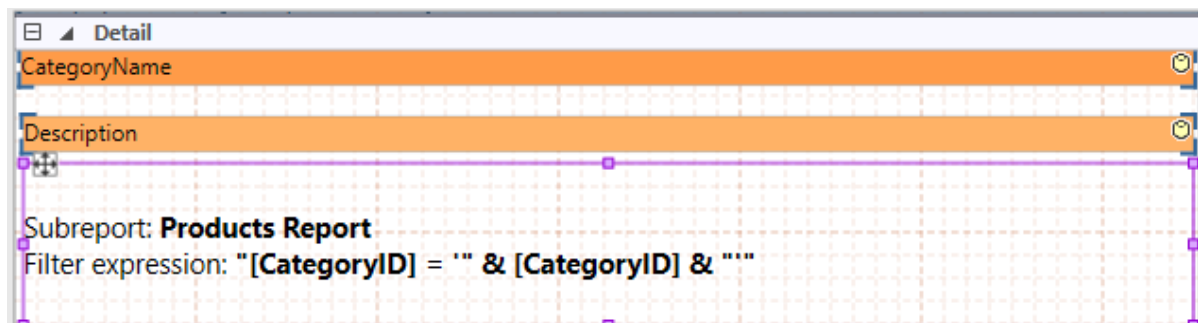 Detail
CategoryName
Description
Subreport: Products Report
Filter expression: "[CategoryID] = '" & [CategoryID] & "'"